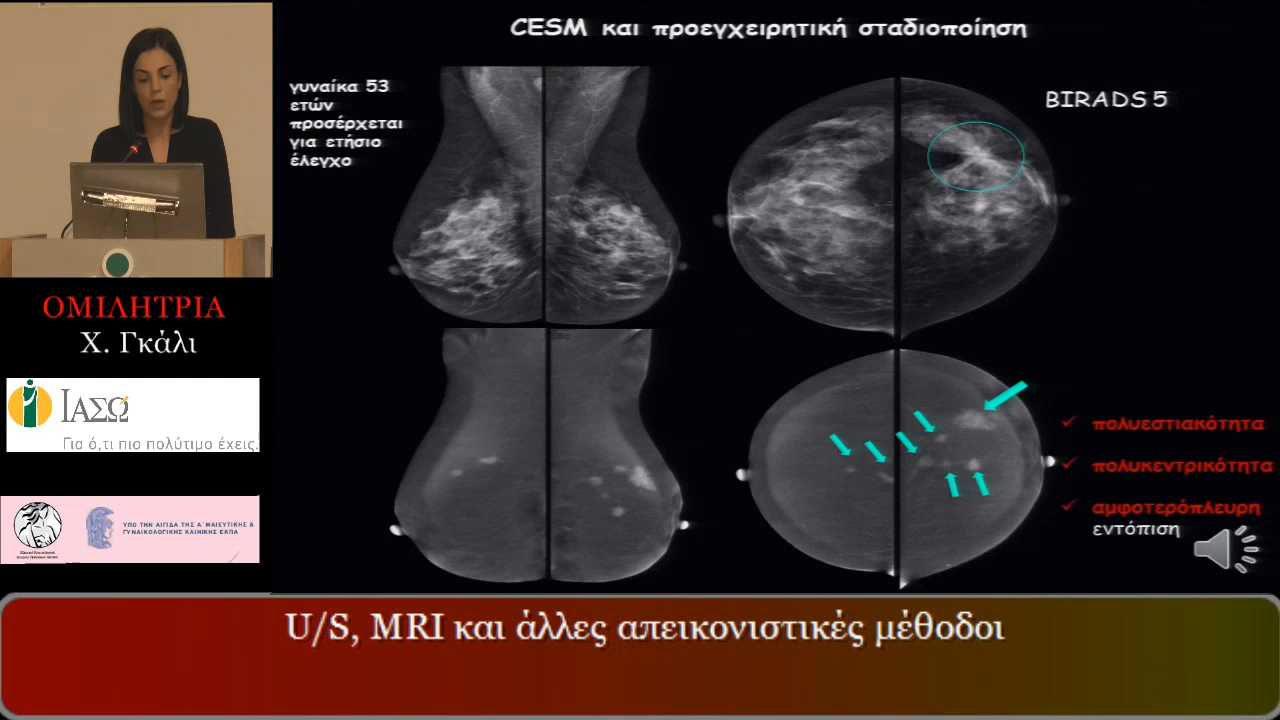 CESM και προεγχειρητική σταδιοποίηση
γυναίκα 53
ετών
προσέρχεται
για ετήσιο
έλεγχο
BIRADS 5
ΟΜΙΛΗΤΡΙΑ
Χ. Γκάλι
ΙΑΣΩ
Για ό,τι πιο πολύτιμο έχεις.
ΥΠΟ ΤΗΝ ΑΙΓΙΔΑ ΤΗΣ Α΄ΜΑΙΕΥΤΙΚΗΣ &
ΓΥΝΑΙΚΟΛΟΓΙΚΗΣ ΚΛΙΝΙΚΗΣ ΕΚΠΑ
πολυεστιακότητα
πολυκεντρικότητα
αμφοτερόπλευρη
εντόπιση
U/S, MRI και άλλες απεικονιστικές μέθοδοι